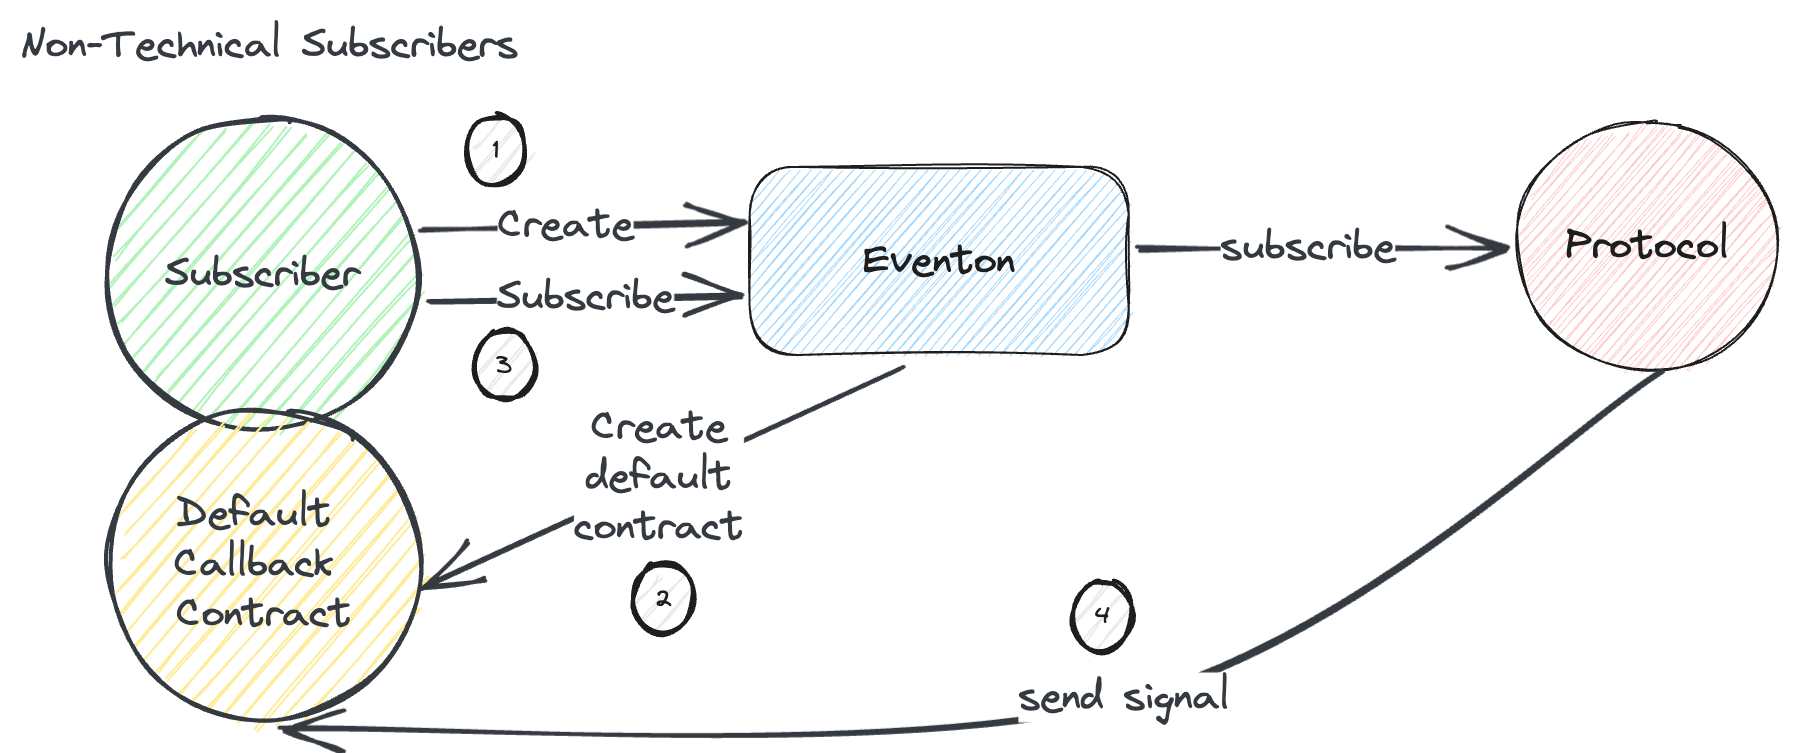 Non-Technical Subscribers
1
Create
Subscriber
Subscribe
3
Eventon
subscribe
Protocol
Create
default
contract
2
Default
Callback
Contract
4
send signal